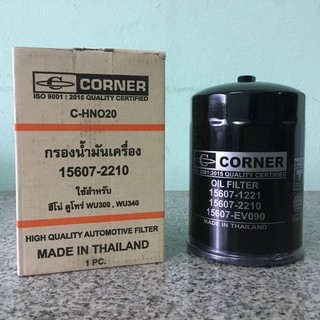 C CORNER
ISO 9001 : 2015 QUALITY CERTIFIED
C-HNO20
กรองน้ำมันเครื่อง
15607-2210
ใช้สำหรับ
ฮีโน่ ดูโทร่ WU300 , WU340
HIGH QUALITY AUTOMOTIVE FILTER
MADE IN THAILAND
1 PC.
C CORNER
9001:2015 QUALITY CERTIFIED
OIL FILTER
15607-1221
15607-2210
15607-EV090
MADE IN THAILAND